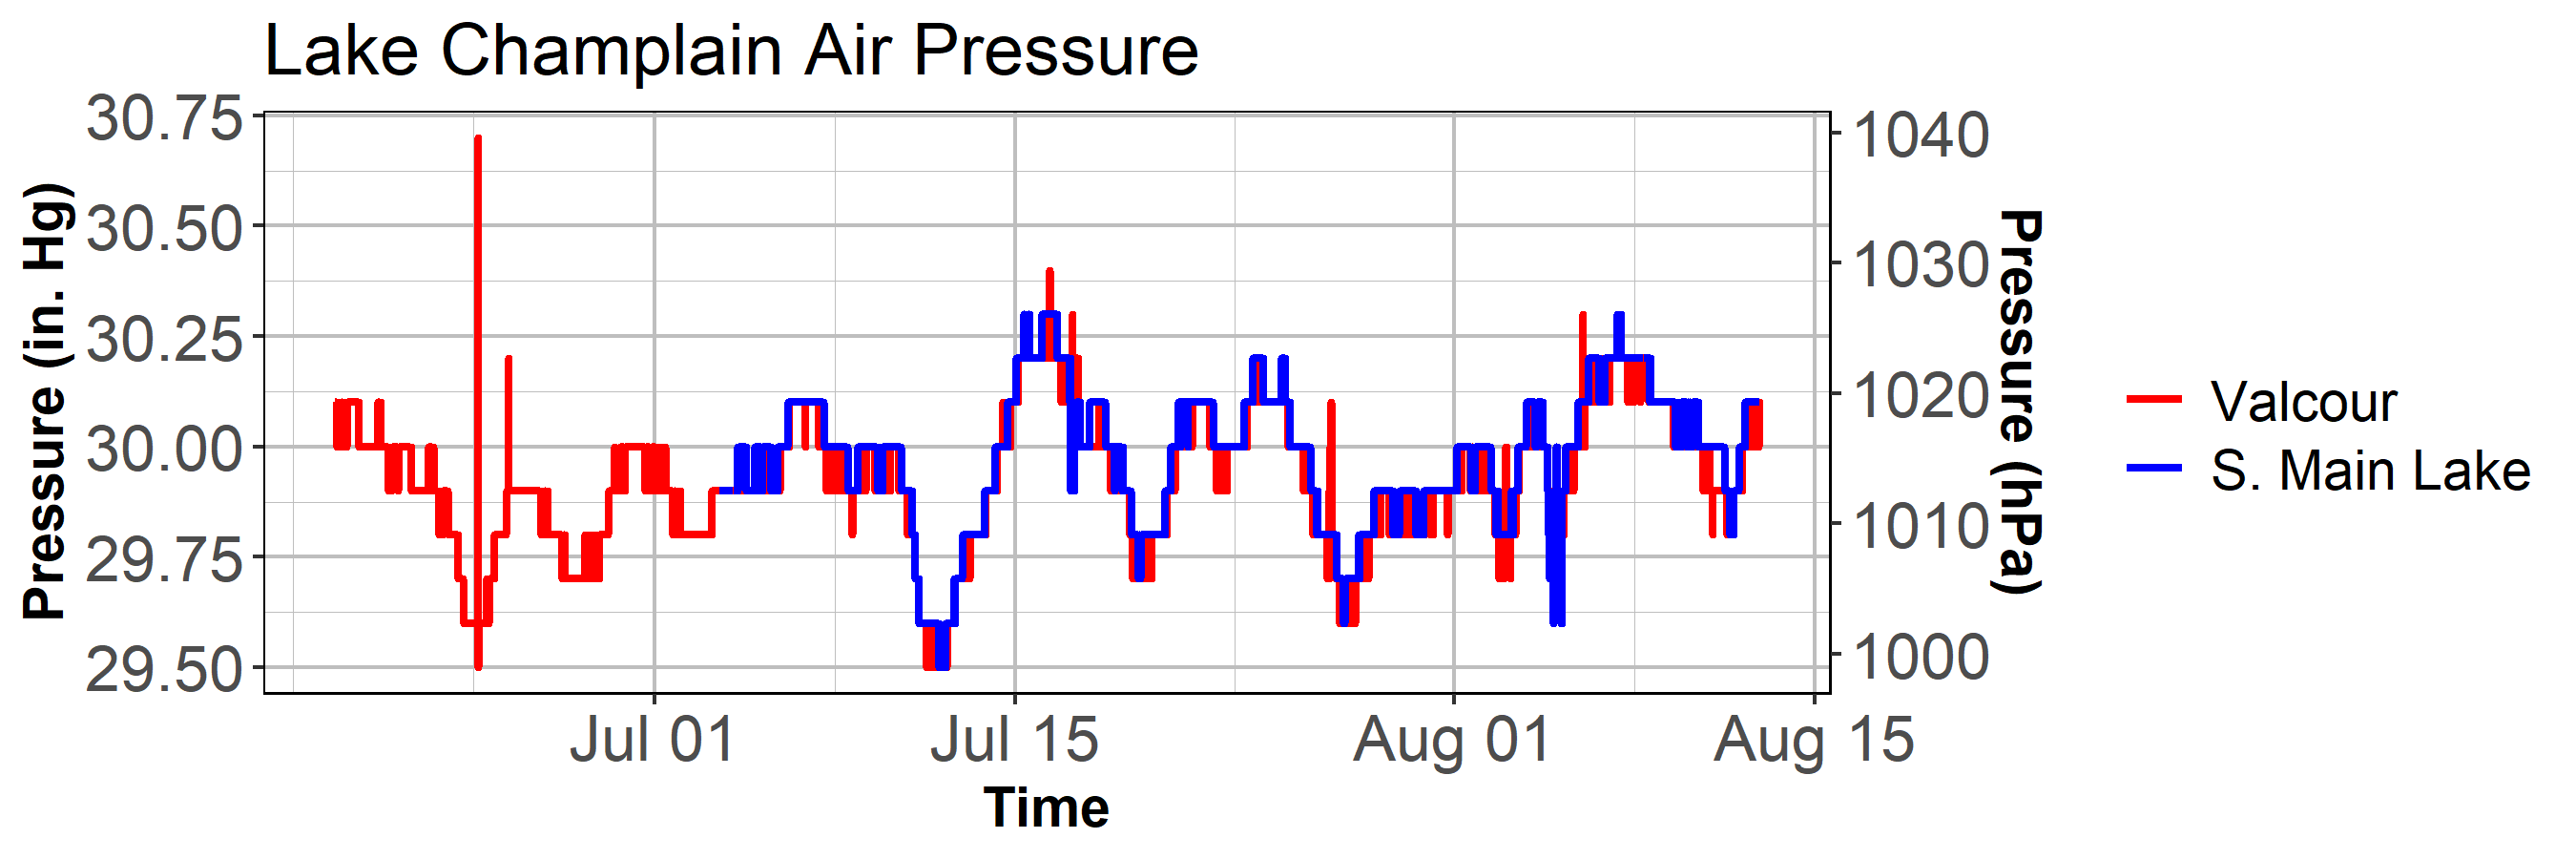 Lake Champlain Air Pressure
Pressure (in. Hg)
30.75
30.50
30.25
30.00
29.75
29.50
1040
1030
1020
1010
1000
Pressure (hPa)
Jul 01
Jul 15
Aug 01
Aug 15
Time
Valcour
S. Main Lake